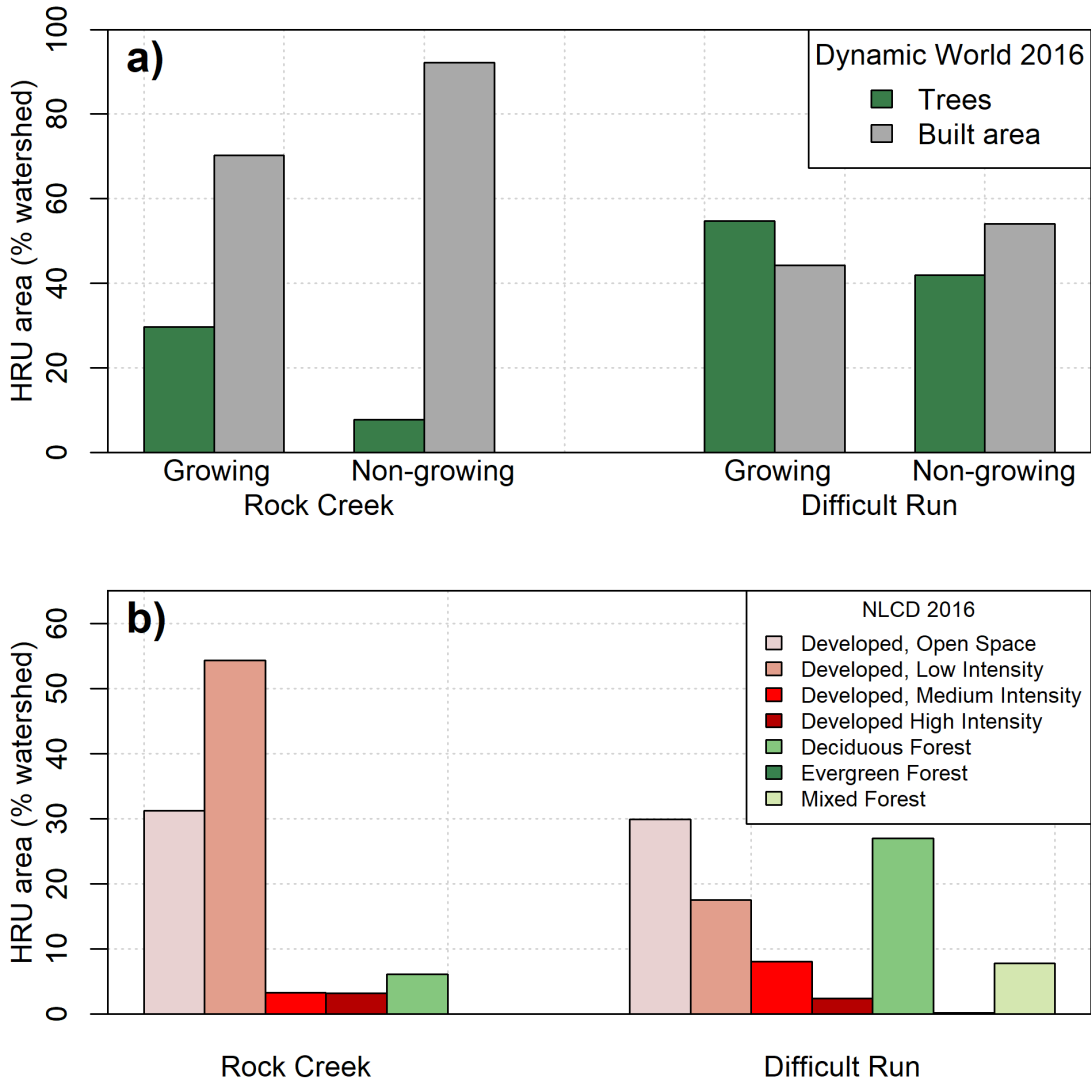 a)
Dynamic World 2016
Trees
Built area
HRU area (% watershed)
100
80
60
40
20
0
Growing Non-growing Growing Non-growing
Rock Creek Difficult Run
b)
NLCD 2016
Developed, Open Space
Developed, Low Intensity
Developed, Medium Intensity
Developed High Intensity
Deciduous Forest
Evergreen Forest
Mixed Forest
HRU area (% watershed)
60
50
40
30
20
10
0
Rock Creek Difficult Run